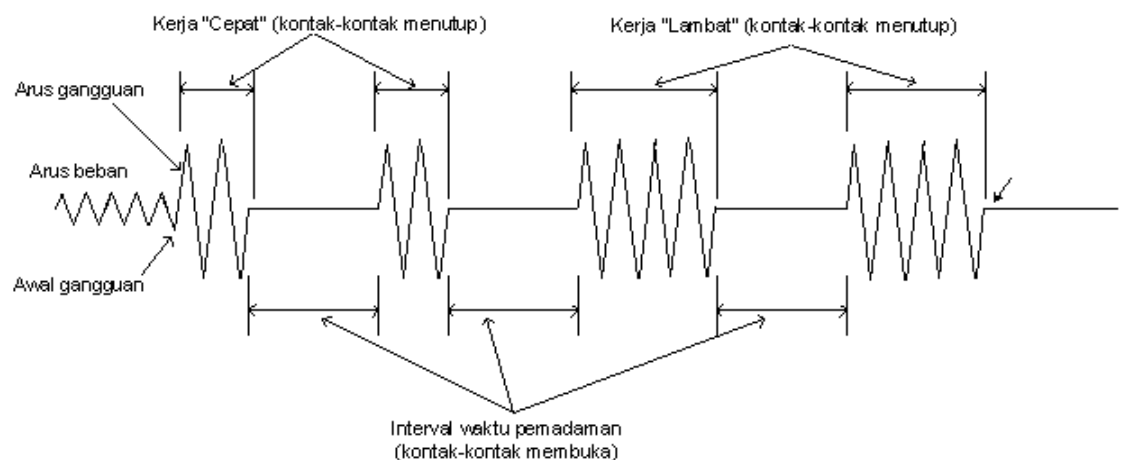 Kerja "Cepat" (kontak-kontak menutup)
Kerja "Lambat" (kontak-kontak menutup)
Arus gangguan
Arus beban
Awal gangguan
Interval waktu pemadaman
(kontak-kontak membuka)